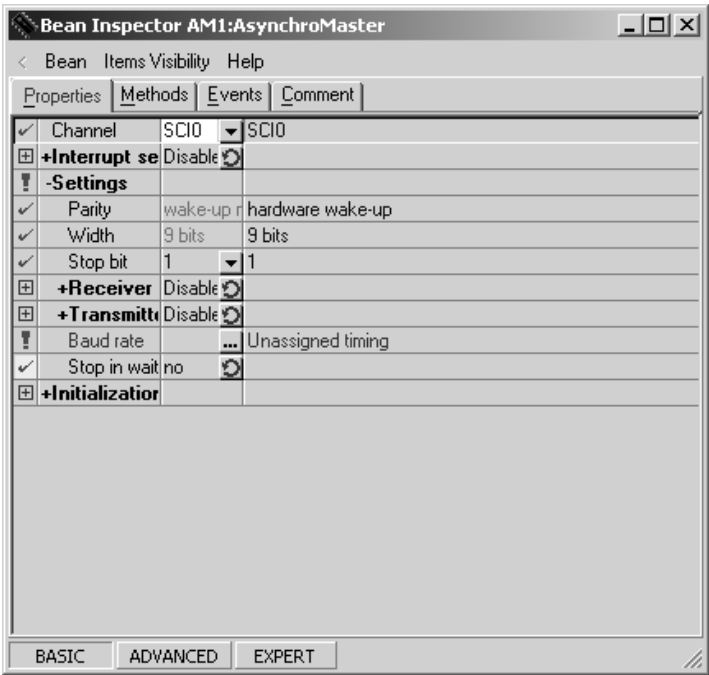 Bean Inspector AM1:AsynchroMaster
< Bean Items Visibility Help
Properties Methods Events Comment
Channel SCI0 SCI0
+Interrupt se Disable
-Settings
Parity wake-up r hardware wake-up
Width 9 bits 9 bits
Stop bit 1 1
+Receiver Disable
+Transmitte Disable
Baud rate ... Unassigned timing
Stop in wait no
+Initialization
BASIC ADVANCED EXPERT